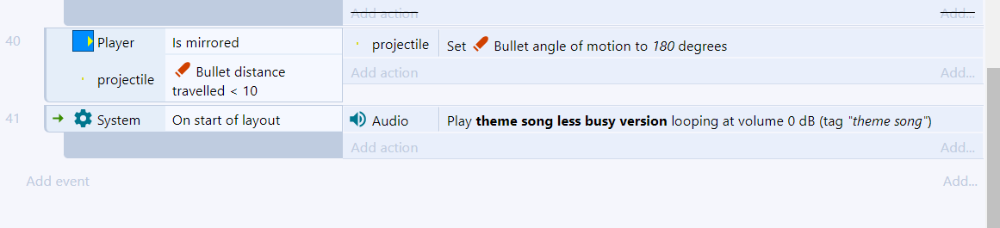 Add action Add...
40 Player Is mirrored projectile Set Bullet angle of motion to 180 degrees
projectile Bullet distance travelled < 10 Add action Add...
41 System On start of layout Audio Play theme song less busy version looping at volume 0 dB (tag "theme song")
Add action Add...
Add event Add...